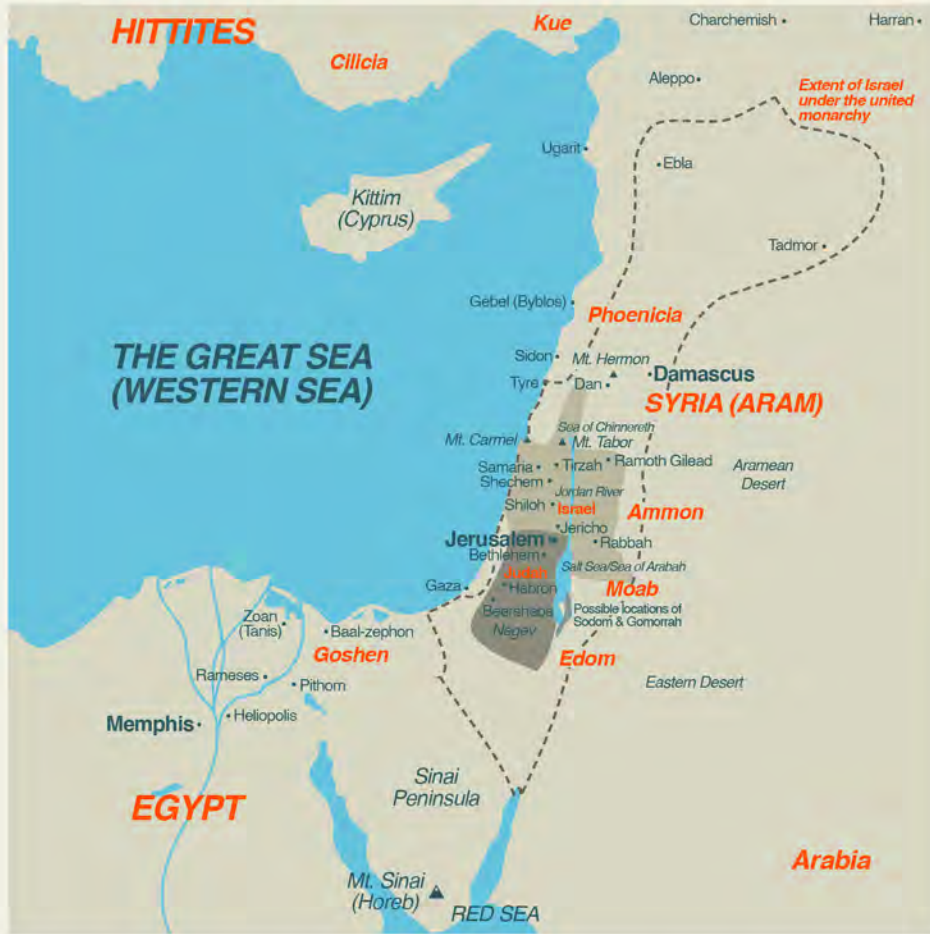 HITTITES
Kue
Charchemish
Harran
Cilicia
Aleppo
Extent of Israel
under the united
monarchy
Ugarit
Ebla
Kittim
(Cyprus)
Tadmor
Gebel (Byblos)
Phoenicia
THE GREAT SEA
(WESTERN SEA)
Sidon
Mt. Hermon
Tyre
Dan
Damascus
SYRIA (ARAM)
Sea of Chinnereth
Mt. Carmel
Mt. Tabor
Samaria
Tirzah
Ramoth Gilead
Aramean
Desert
Shechem
Jordan River
Shiloh
Israel
Ammon
Jericho
Jerusalem
Rabbah
Bethlehem
Salt Sea/Sea of Arabah
Judah
Gaza
Hebron
Moab
Beersheba
Possible locations of
Sodom & Gomorrah
Zoan
(Tanis)
Baal-zephon
Nagev
Goshen
Edom
Rameses
Pithom
Eastern Desert
Memphis
Heliopolis
Sinai
Peninsula
EGYPT
Arabia
Mt. Sinai
(Horeb)
RED SEA